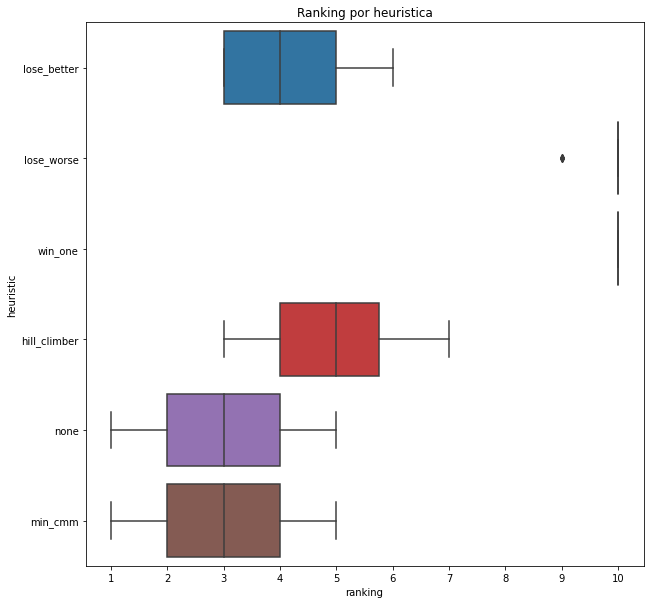 Ranking por heuristica
heuristic
lose_better
lose_worse
win_one
hill_climber
none
min_cmm
1 2 3 4 5 6 7 8 9 10
ranking